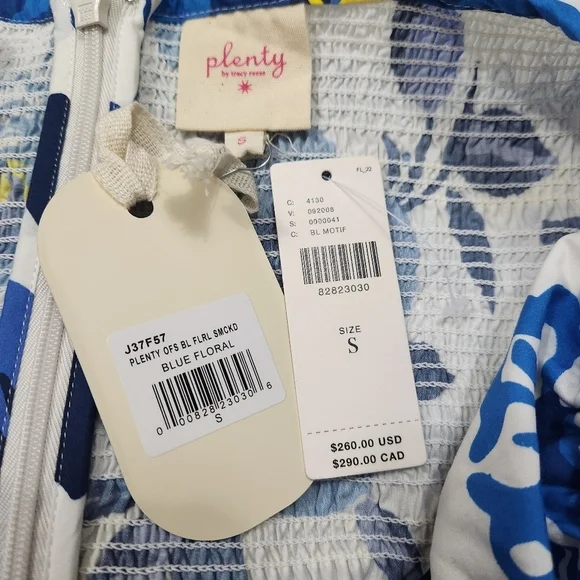 plenty
by tracy reese
S
J37F57
PLENTY OFS BL FLRL SMCKD
BLUE FLORAL
0 00828 23030 6
S
FL_22
C: 4130
V: 092008
S: 0000041
C: BL MOTIF
82823030
SIZE
S
$260.00 USD
$290.00 CAD